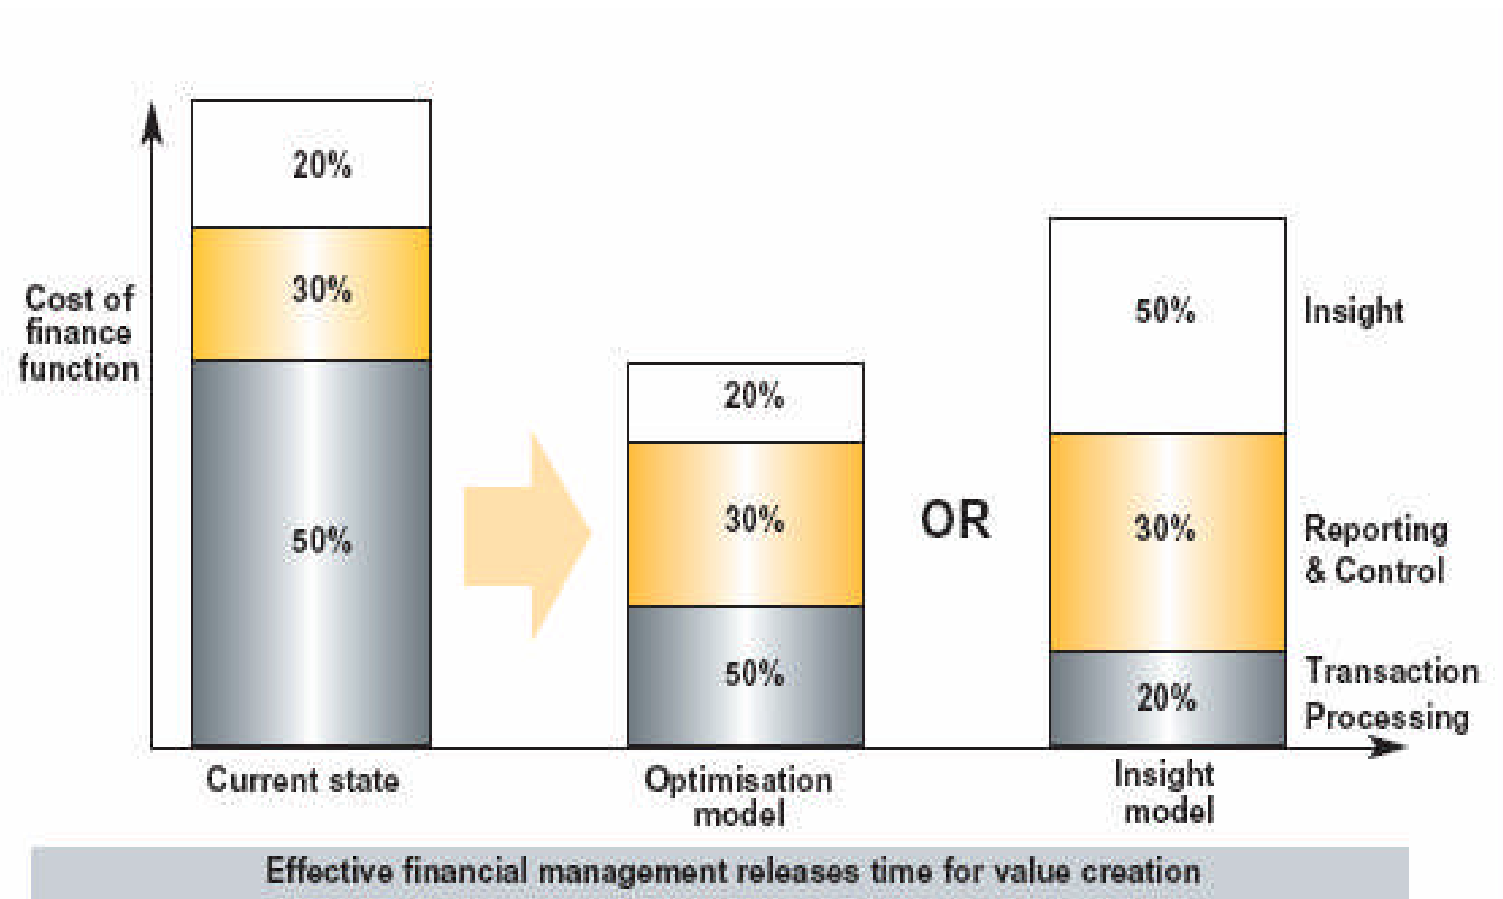 Cost of
finance
function
20%
30%
50%
20%
30%
50%
OR
50%
30%
20%
Insight
Reporting
& Control
Transaction
Processing
Current state
Optimisation
model
Insight
model
Effective financial management releases time for value creation